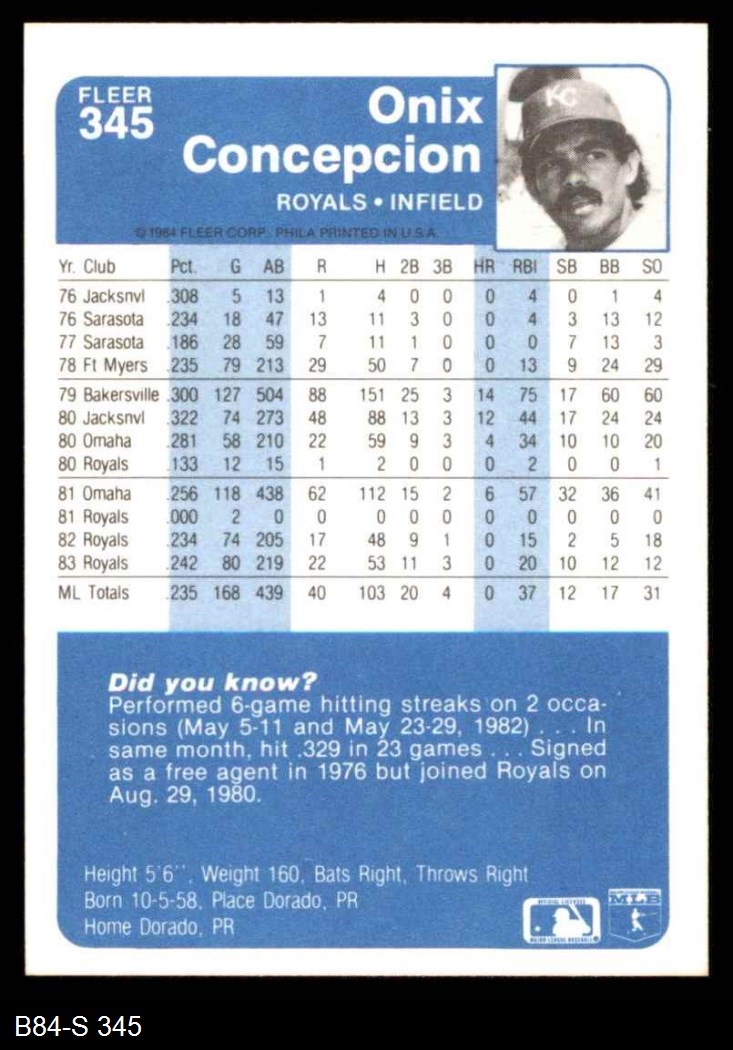 FLEER
345
Onix
Concepcion
ROYALS • INFIELD
KC
© 1984 FLEER CORP. PHILA PRINTED IN U.S.A.
Yr. Club Pct. G AB R H 2B 3B HR RBI SB BB SO
76 Jacksnvl .308 5 13 1 4 0 0 0 4 0 1 4
76 Sarasota .234 18 47 13 11 3 0 0 4 3 13 12
77 Sarasota .186 28 59 7 11 1 0 0 0 7 13 3
78 Ft Myers .235 79 213 29 50 7 0 0 13 9 24 29
79 Bakersville .300 127 504 88 151 25 3 14 75 17 60 60
80 Jacksnvl .322 74 273 48 88 13 3 12 44 17 24 24
80 Omaha .281 58 210 22 59 9 3 4 34 10 10 20
80 Royals .133 12 15 1 2 0 0 0 2 0 0 1
81 Omaha .256 118 438 62 112 15 2 6 57 32 36 41
81 Royals .000 2 0 0 0 0 0 0 0 0 0 0
82 Royals .234 74 205 17 48 9 1 0 15 2 5 18
83 Royals .242 80 219 22 53 11 3 0 20 10 12 12
ML Totals .235 168 439 40 103 20 4 0 37 12 17 31
Did you know?
Performed 6-game hitting streaks on 2 occa-
sions (May 5-11 and May 23-29, 1982) . . . In
same month, hit .329 in 23 games . . . Signed
as a free agent in 1976 but joined Royals on
Aug. 29, 1980.
Height 5'6", Weight 160, Bats Right, Throws Right
Born 10-5-58, Place Dorado, PR
Home Dorado, PR
MLB
MAJOR LEAGUE BASEBALL
B84-S 345